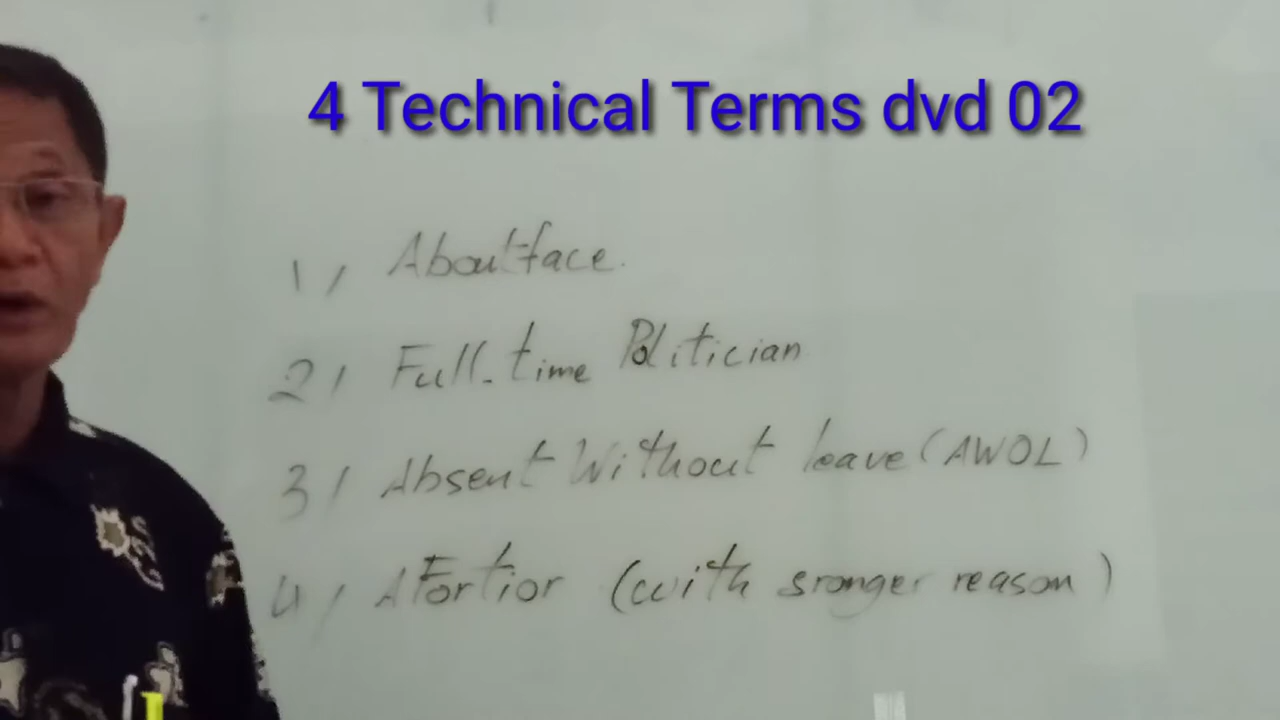 4 Technical Terms dvd 02
1/ About-face.
2/ Full-time Politician
3/ Absent Without leave (AWOL)
4/ AFortior (with sronger reason)